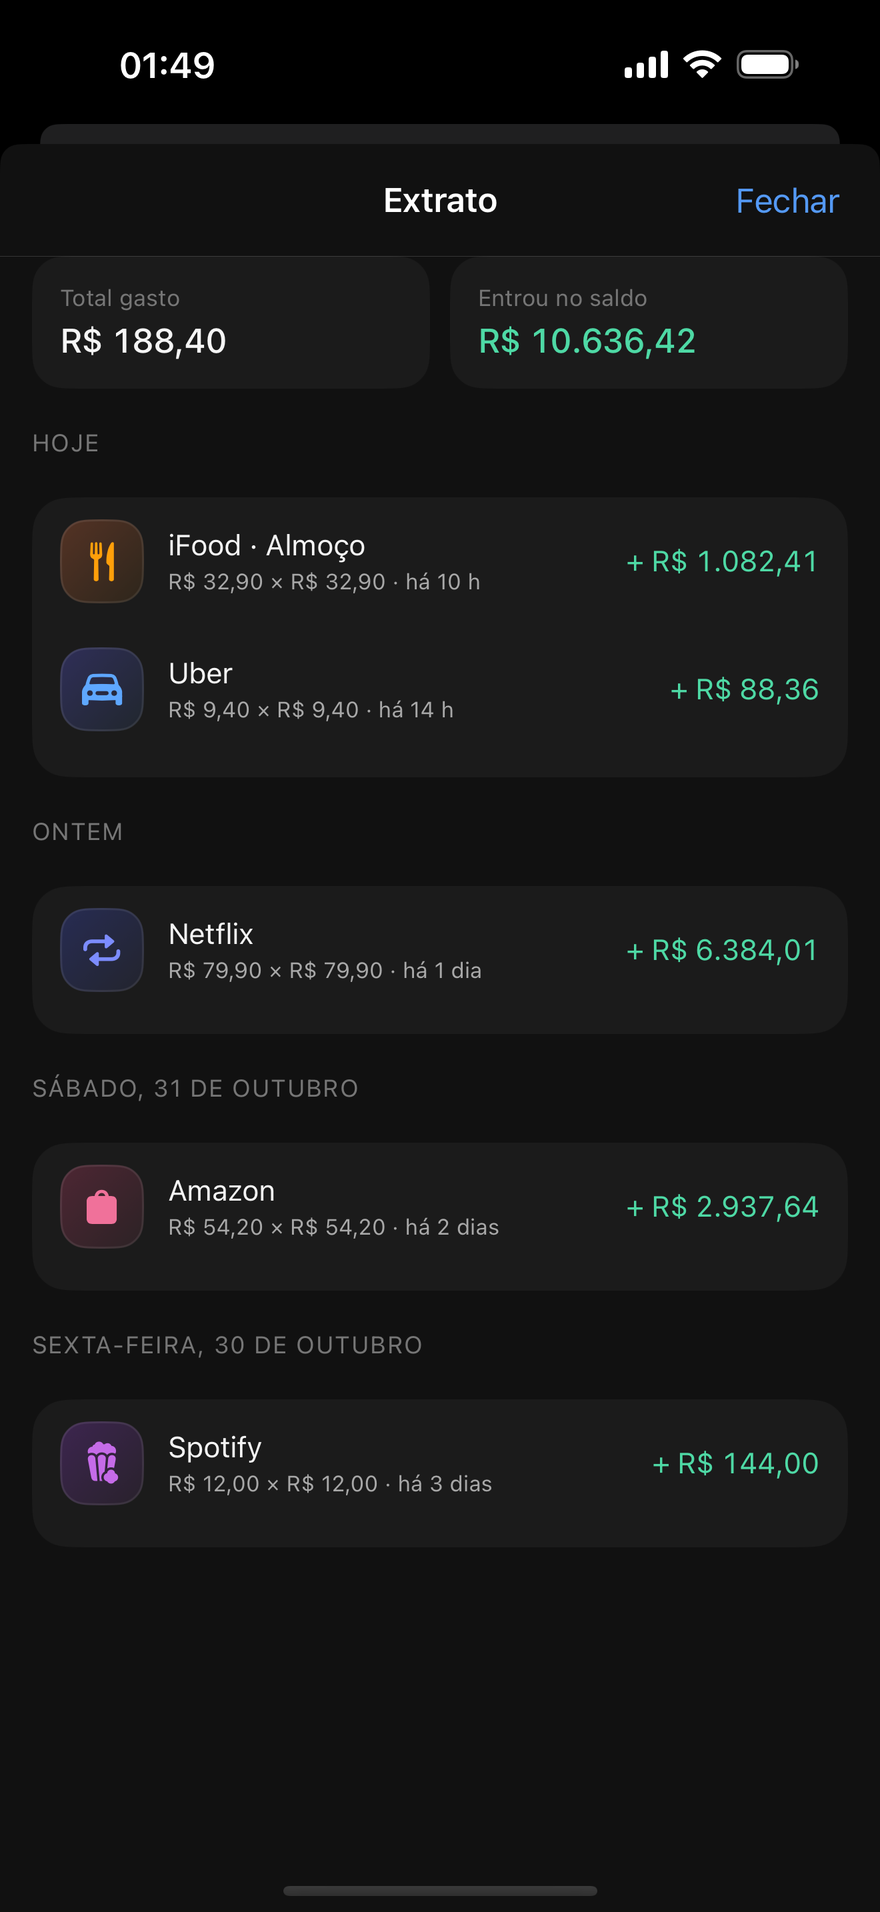 01:49
Extrato
Fechar
Total gasto
R$ 188,40
Entrou no saldo
R$ 10.636,42
HOJE
iFood · Almoço
R$ 32,90 × R$ 32,90 · há 10 h
+ R$ 1.082,41
Uber
R$ 9,40 × R$ 9,40 · há 14 h
+ R$ 88,36
ONTEM
Netflix
R$ 79,90 × R$ 79,90 · há 1 dia
+ R$ 6.384,01
SÁBADO, 31 DE OUTUBRO
Amazon
R$ 54,20 × R$ 54,20 · há 2 dias
+ R$ 2.937,64
SEXTA-FEIRA, 30 DE OUTUBRO
Spotify
R$ 12,00 × R$ 12,00 · há 3 dias
+ R$ 144,00